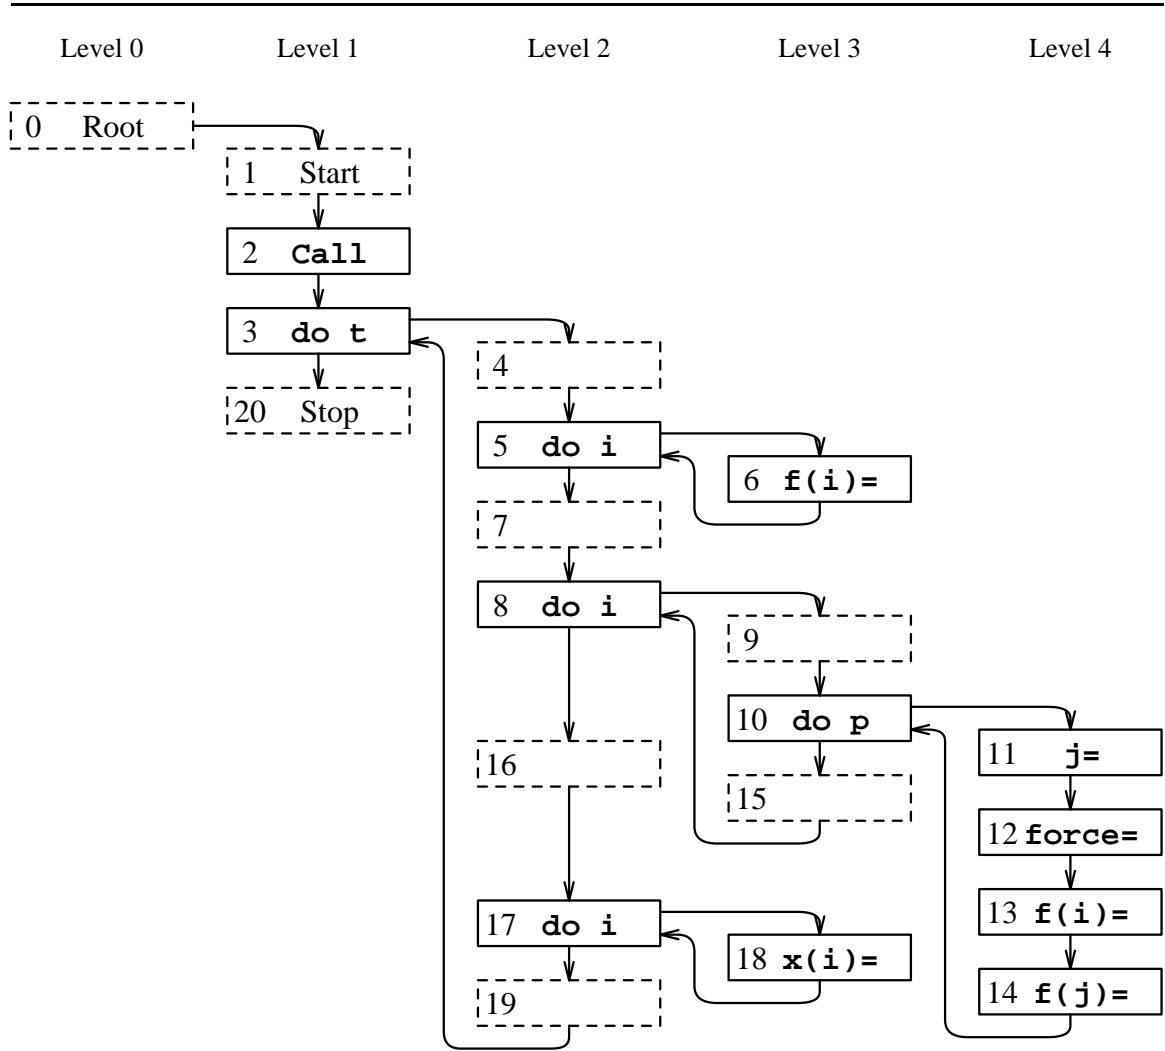 Level 0 Level 1 Level 2 Level 3 Level 4
0 Root
1 Start
2 Call
3 do t
4
20 Stop
5 do i
6 f(i)=
7
8 do i
9
10 do p
11 j=
16
15
12 force=
13 f(i)=
17 do i
18 x(i)=
14 f(j)=
19